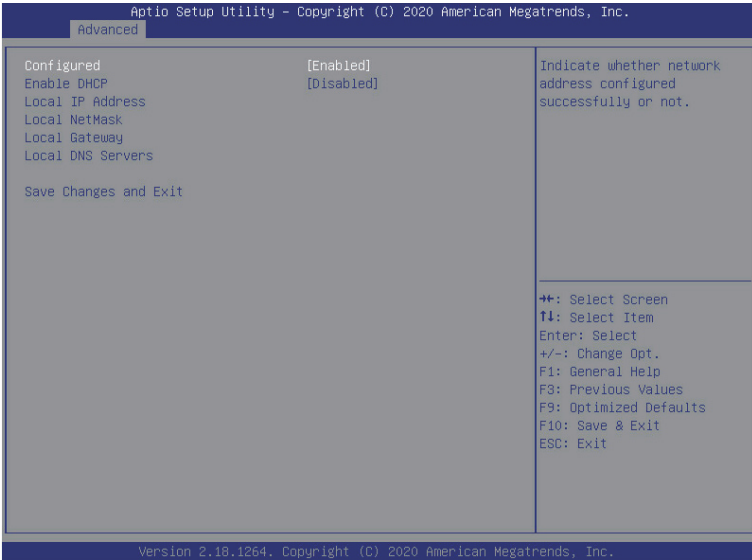 Aptio Setup Utility – Copyright (C) 2020 American Megatrends, Inc.
Advanced
Configured [Enabled]
Enable DHCP [Disabled]
Local IP Address
Local NetMask
Local Gateway
Local DNS Servers
Save Changes and Exit
Indicate whether network
address configured
successfully or not.
→←: Select Screen
↑↓: Select Item
Enter: Select
+/-: Change Opt.
F1: General Help
F3: Previous Values
F9: Optimized Defaults
F10: Save & Exit
ESC: Exit
Version 2.18.1264. Copyright (C) 2020 American Megatrends, Inc.